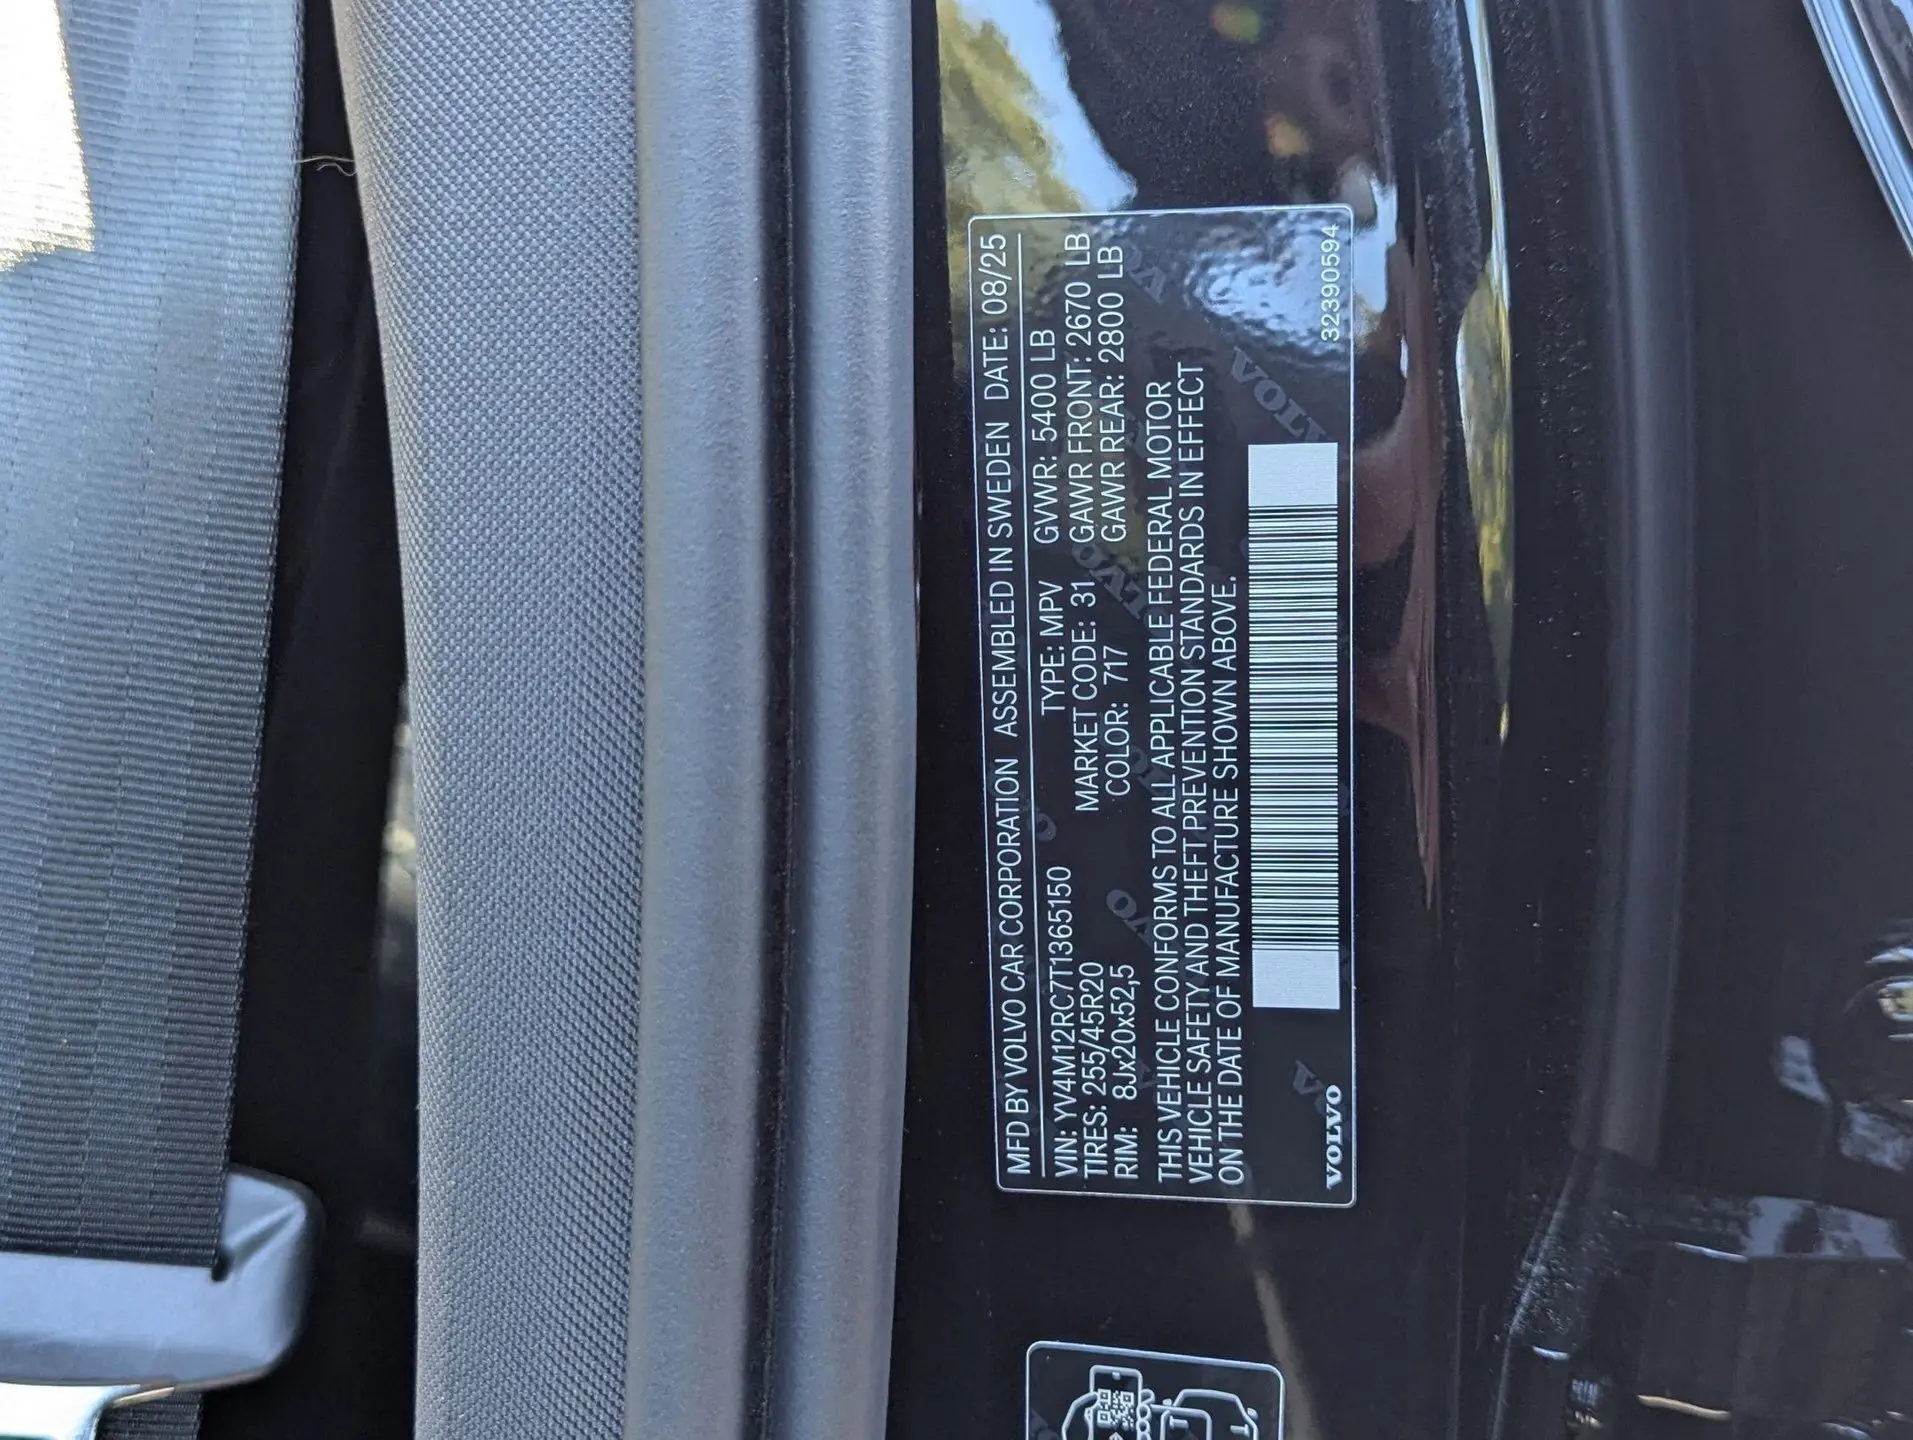 MFD BY VOLVO CAR CORPORATION ASSEMBLED IN SWEDEN DATE: 08/25
VIN: YV4M12RC7T1365150 TYPE: MPV GVWR: 5400 LB
TIRES: 255/45R20 MARKET CODE: 31 GAWR FRONT: 2670 LB
RIM: 8Jx20x52,5 COLOR: 717 GAWR REAR: 2800 LB
THIS VEHICLE CONFORMS TO ALL APPLICABLE FEDERAL MOTOR
VEHICLE SAFETY AND THEFT PREVENTION STANDARDS IN EFFECT
ON THE DATE OF MANUFACTURE SHOWN ABOVE.
VOLVO 32390594